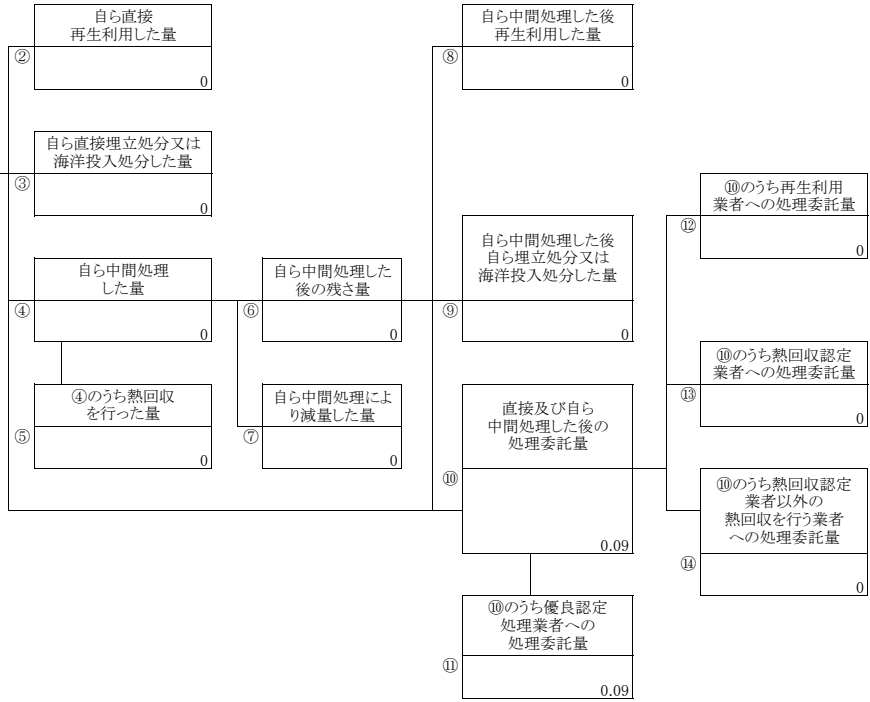 自ら直接
再生利用した量
②
0
自ら直接埋立処分又は
海洋投入処分した量
③
0
自ら中間処理
した量
④
0
④のうち熱回収
を行った量
⑤
0
自ら中間処理した
後の残さ量
⑥
0
自ら中間処理によ
り減量した量
⑦
0
自ら中間処理した後
再生利用した量
⑧
0
自ら中間処理した後
自ら埋立処分又は
海洋投入処分した量
⑨
0
直接及び自ら
中間処理した後の
処理委託量
⑩
0.09
⑩のうち優良認定
処理業者への
処理委託量
⑪
0.09
⑩のうち再生利用
業者への処理委託量
⑫
0
⑩のうち熱回収認定
業者への処理委託量
⑬
0
⑩のうち熱回収認定
業者以外の
熱回収を行う業者
への処理委託量
⑭
0